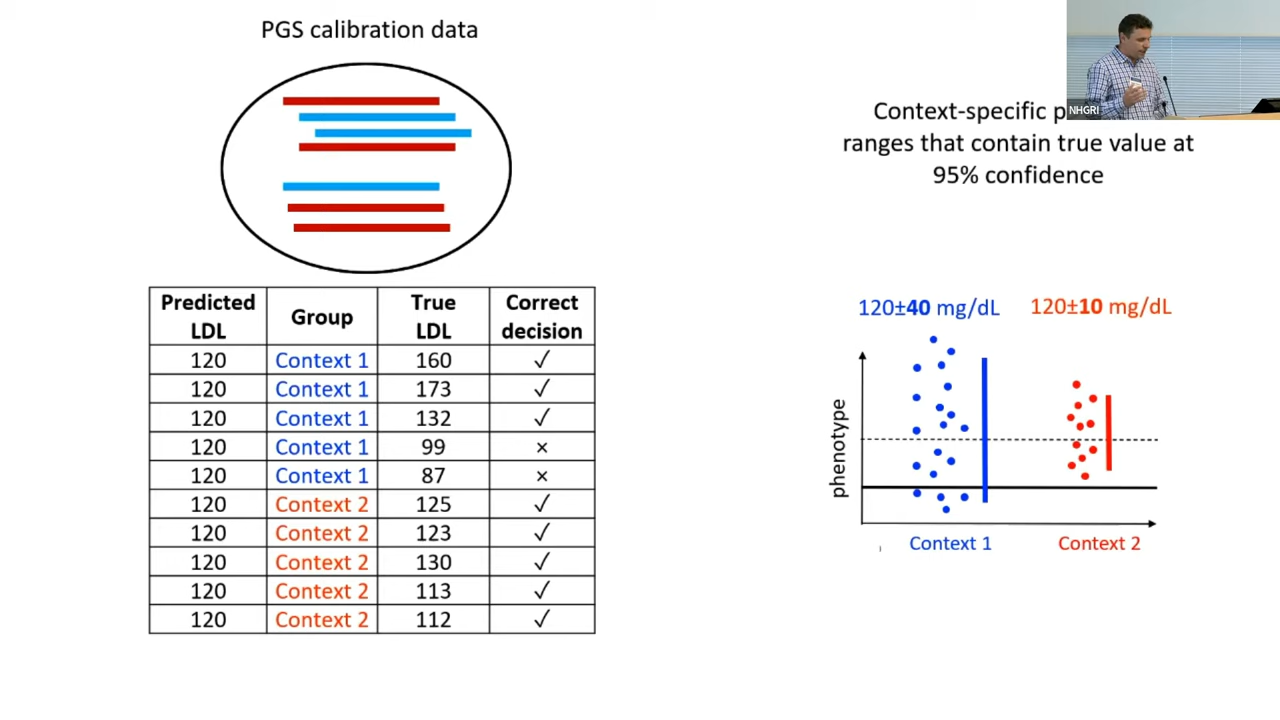 PGS calibration data
NHGRI
Context-specific
ranges that contain true value at
95% confidence
Predicted LDL Group True LDL Correct decision
120 Context 1 160 ✓
120 Context 1 173 ✓
120 Context 1 132 ✓
120 Context 1 99 ×
120 Context 1 87 ×
120 Context 2 125 ✓
120 Context 2 123 ✓
120 Context 2 130 ✓
120 Context 2 113 ✓
120 Context 2 112 ✓
120±40 mg/dL 120±10 mg/dL
phenotype
Context 1 Context 2